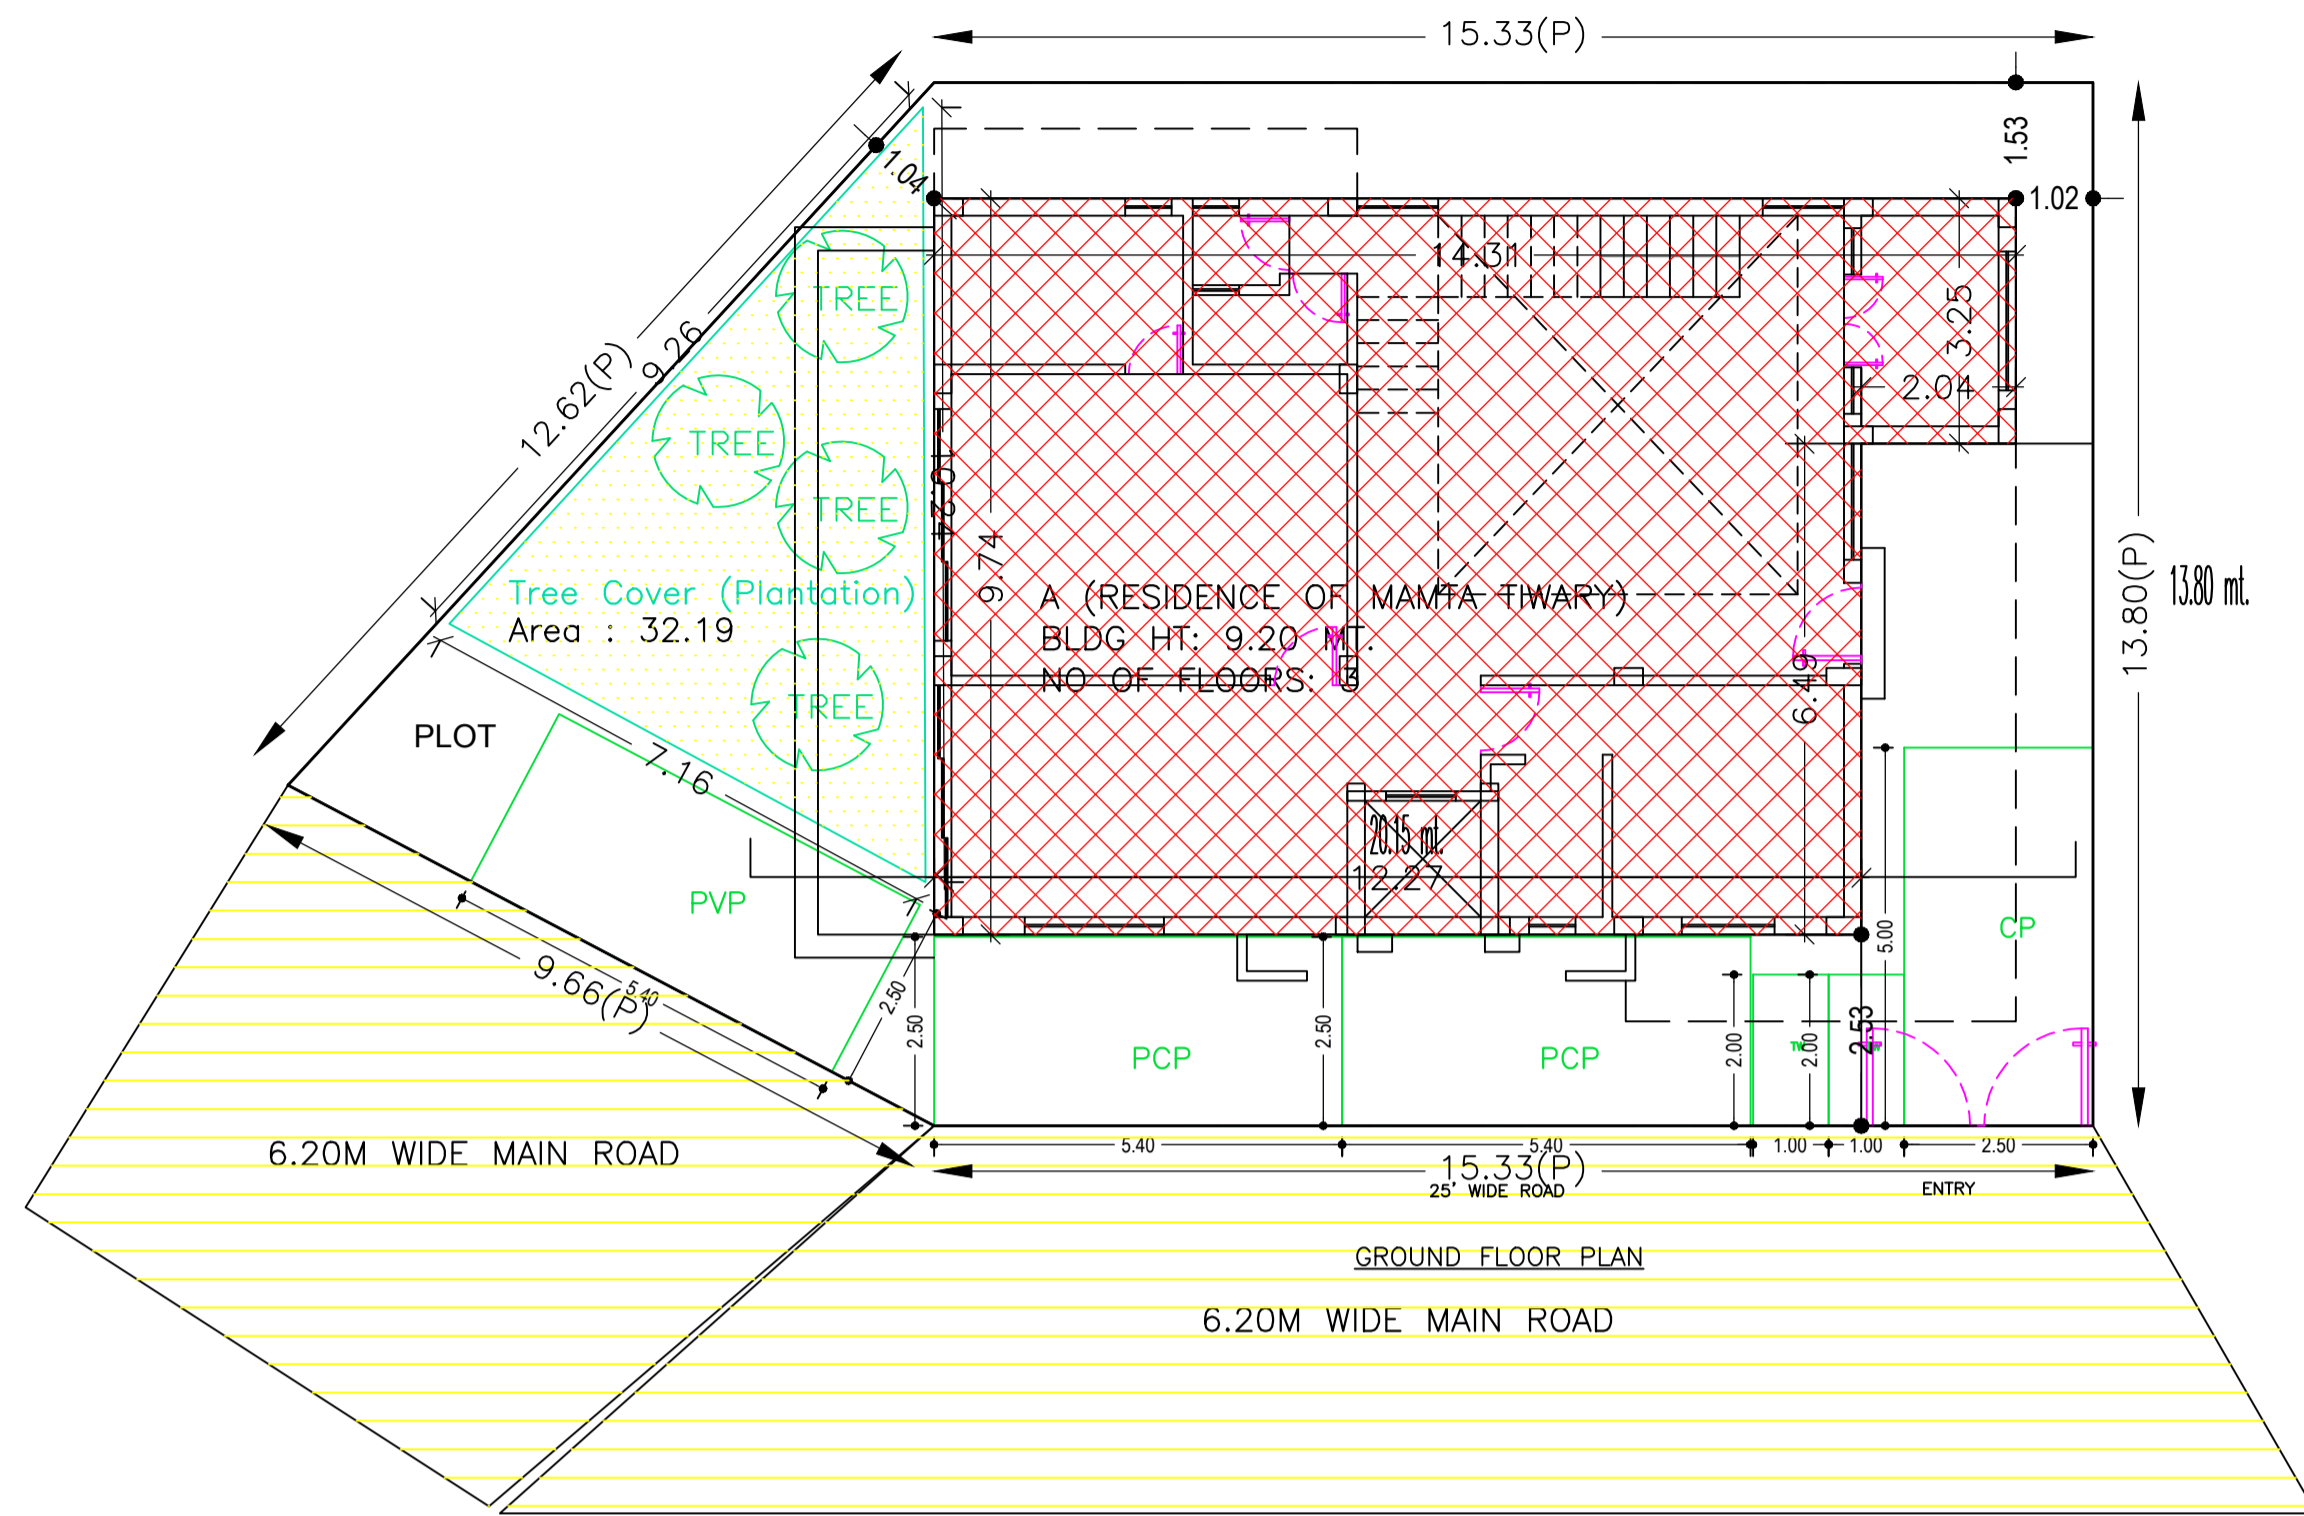 15.33(P)
1.53
1.04
1.02
14.31
TREE
3.25
9.26
12.62(P)
2.04
TREE
10.24
TREE
9.74
13.80(P)
13.80 mt.
Tree Cover (Plantation)
Area : 32.19
A (RESIDENCE OF MAMTA TIWARY)
BLDG HT: 9.20 MT.
NO OF FLOORS: 3
6.49
TREE
PLOT
7.16
20.15 mt.
12.27
PVP
5.00
CP
9.66(P)
5.40
2.50
2.50
2.50
2.00
2.00
2.53
PCP
PCP
6.20M WIDE MAIN ROAD
5.40
5.40
1.00
1.00
2.50
15.33(P)
25' WIDE ROAD
ENTRY
GROUND FLOOR PLAN
6.20M WIDE MAIN ROAD